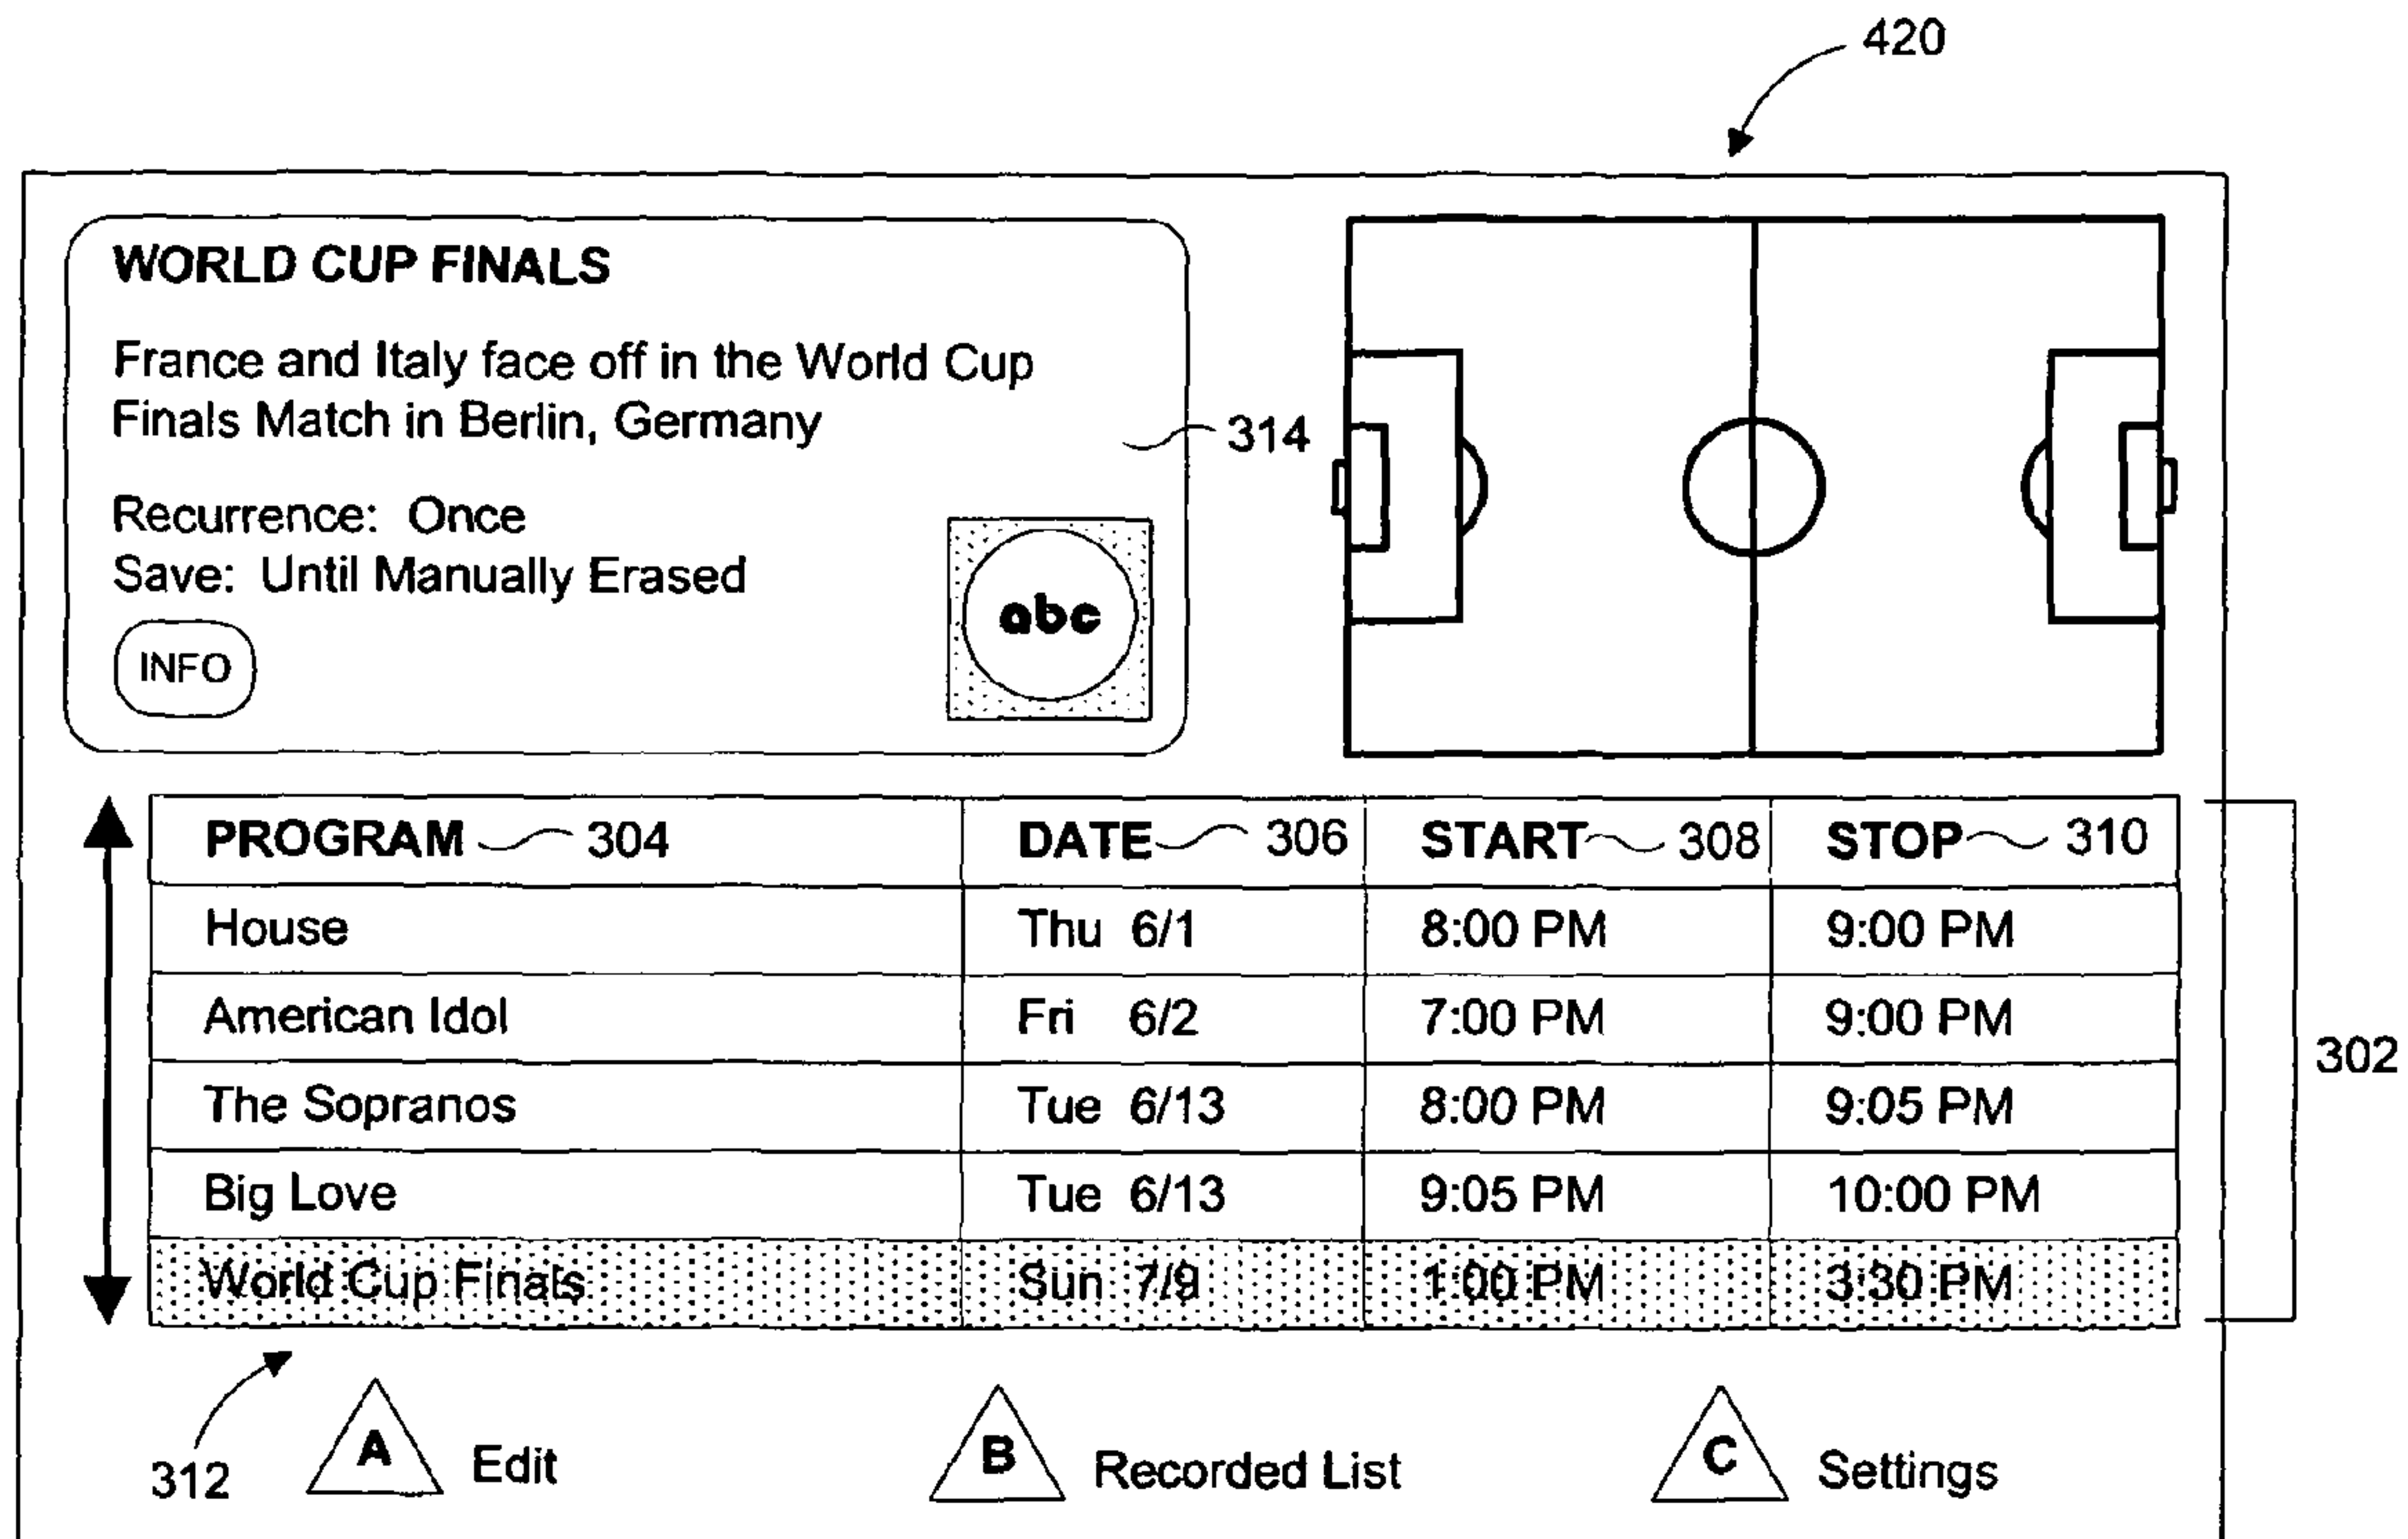 420
WORLD CUP FINALS
France and Italy face off in the World Cup
Finals Match in Berlin, Germany
314
Recurrence: Once
Save: Until Manually Erased
abc
INFO
PROGRAM 304 DATE 306 START 308 STOP 310
House Thu 6/1 8:00 PM 9:00 PM
American Idol Fri 6/2 7:00 PM 9:00 PM
302
The Sopranos Tue 6/13 8:00 PM 9:05 PM
Big Love Tue 6/13 9:05 PM 10:00 PM
World Cup Finals Sun 7/9 1:00 PM 3:30 PM
312
A Edit B Recorded List C Settings